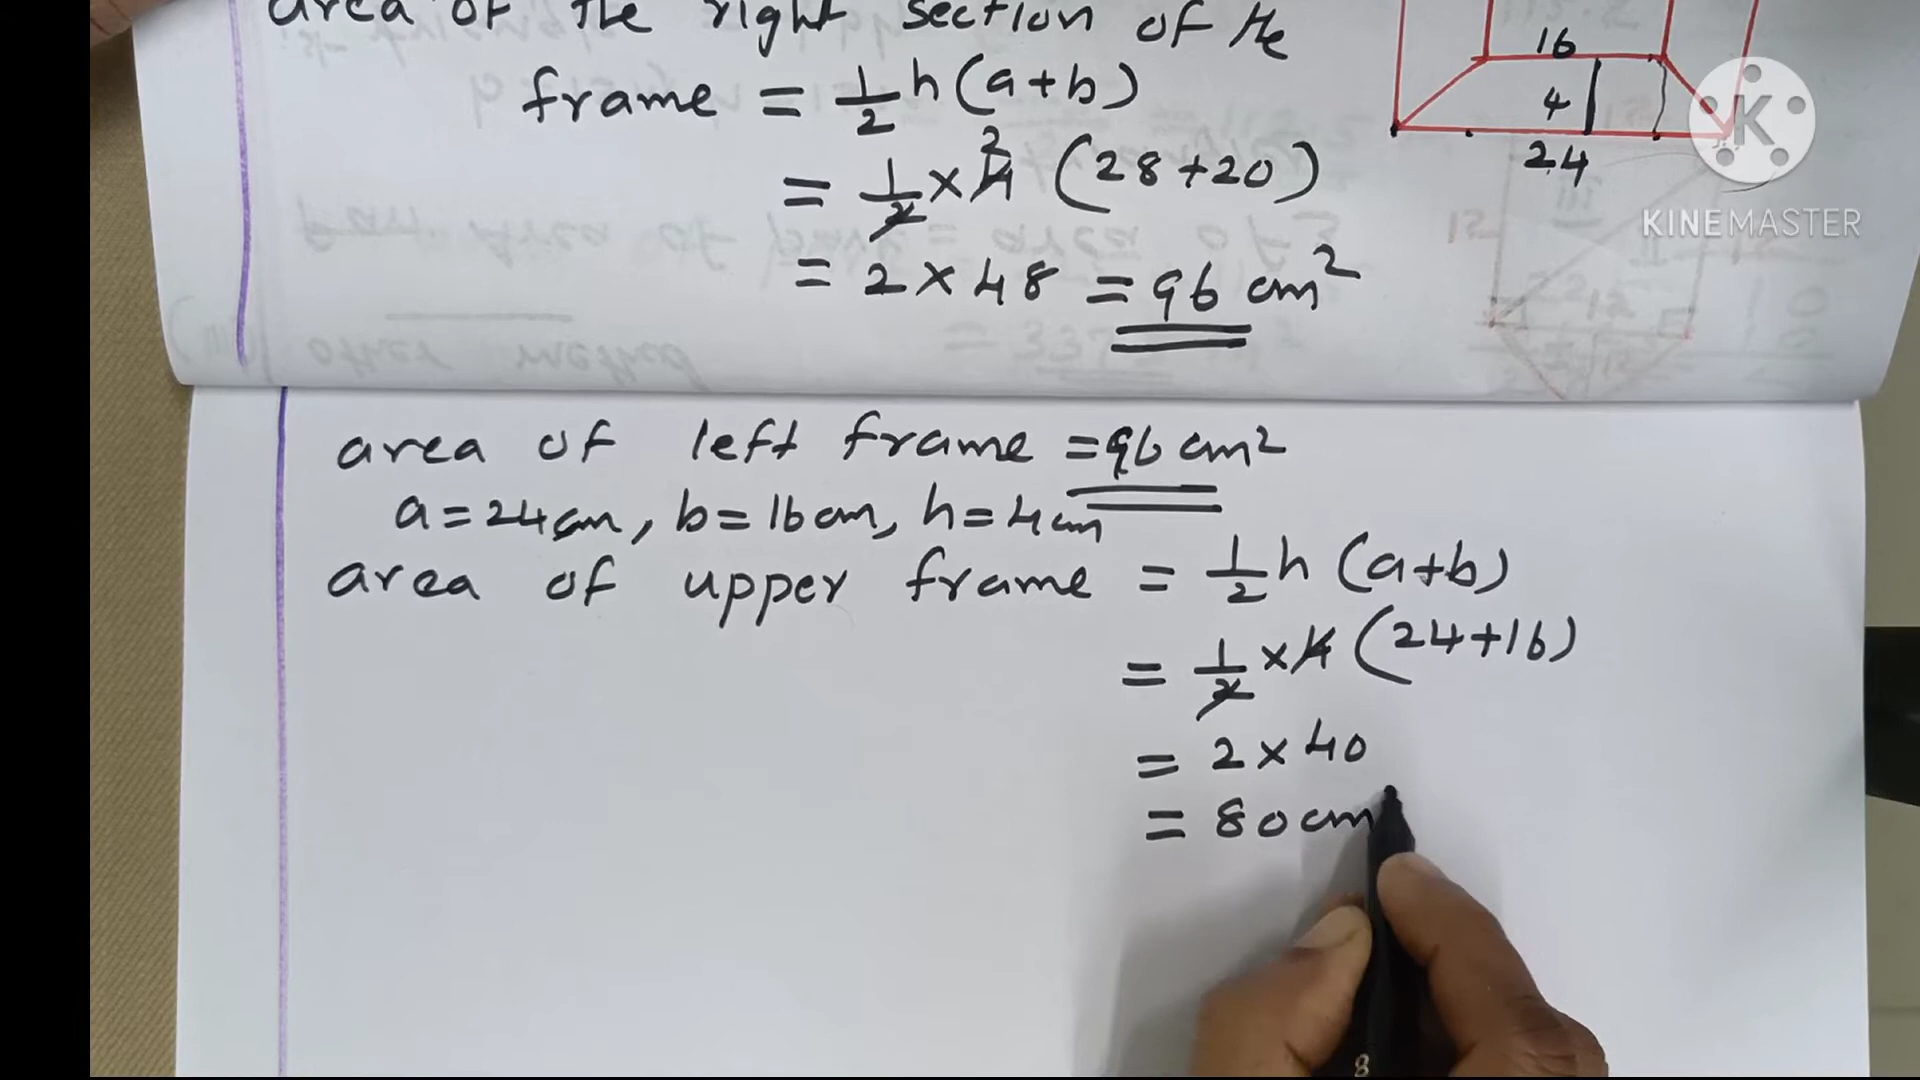 area of the right section of the
frame = 1/2 h (a+b)
= 1/2 × 4 2 (28+20)
= 2 × 48 = 96 cm²
16
4
24
K
KINEMASTER
area of left frame = 96 cm²
a = 24 cm, b = 16 cm, h = 4 cm
area of upper frame = 1/2 h (a+b)
= 1/2 × 4 (24+16)
= 2 × 40
= 80 cm
8